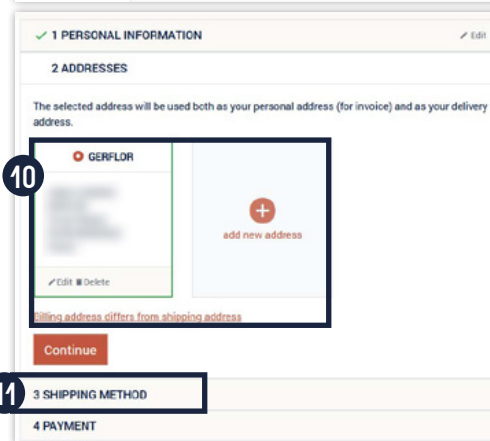 1 PERSONAL INFORMATION
Edit
2 ADDRESSES
The selected address will be used both as your personal address (for invoice) and as your delivery
address.
10
GERFLOR
add new address
Edit Delete
Billing address differs from shipping address
Continue
11
3 SHIPPING METHOD
4 PAYMENT